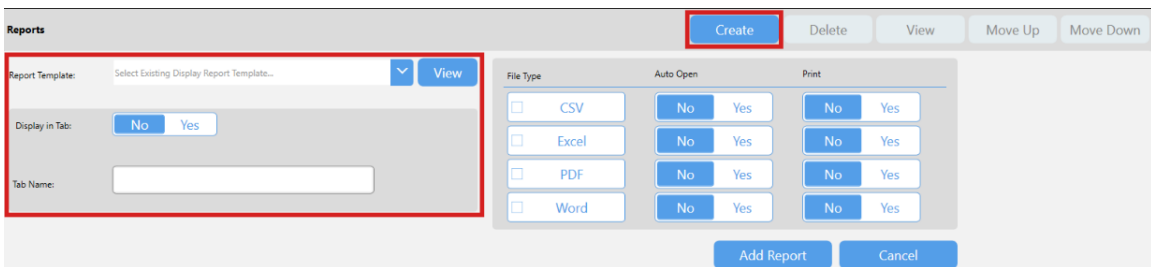 Reports Create Delete View Move Up Move Down
Report Template: Select Existing Display Report Template... View
Display in Tab: No Yes
Tab Name:
File Type Auto Open Print
CSV No Yes No Yes
Excel No Yes No Yes
PDF No Yes No Yes
Word No Yes No Yes
Add Report Cancel